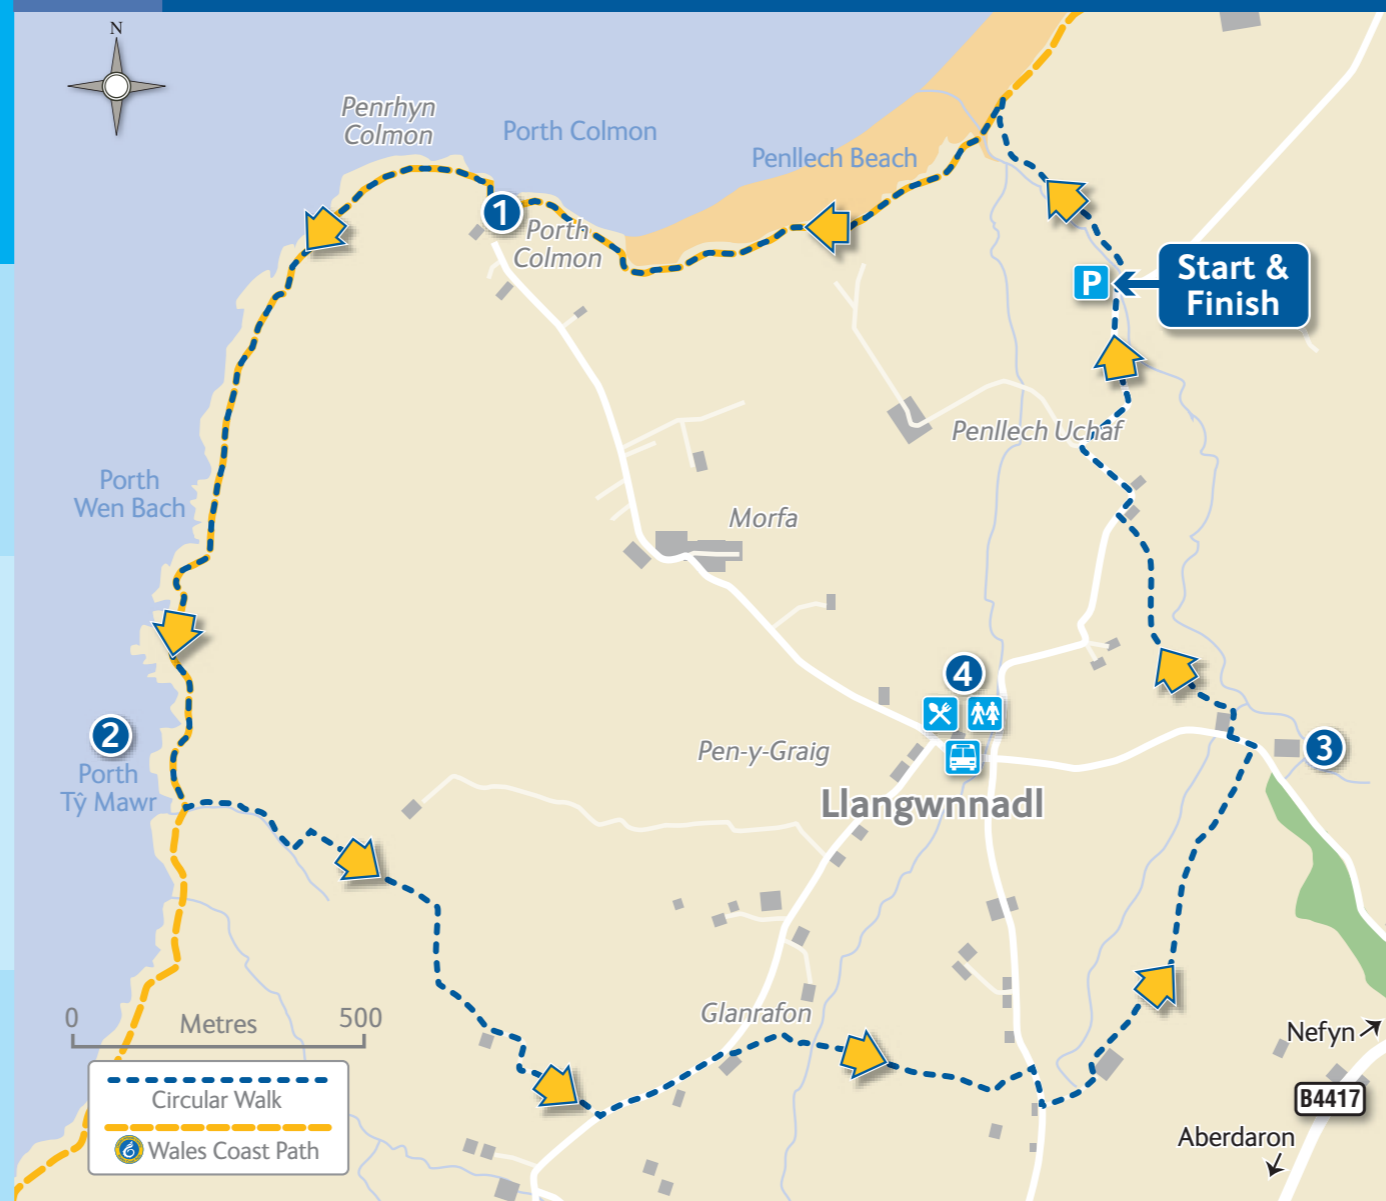 N
Penrhyn
Colmon
Porth Colmon
Penllech Beach
1
Porth
Colmon
P
Start &
Finish
Penllech Uchaf
Porth
Wen Bach
Morfa
4
2
Porth
Tŷ Mawr
Pen-y-Graig
3
Llangwnnadl
Glanrafon
0
Metres
500
Nefyn
B4417
Aberdaron
Circular Walk
Wales Coast Path